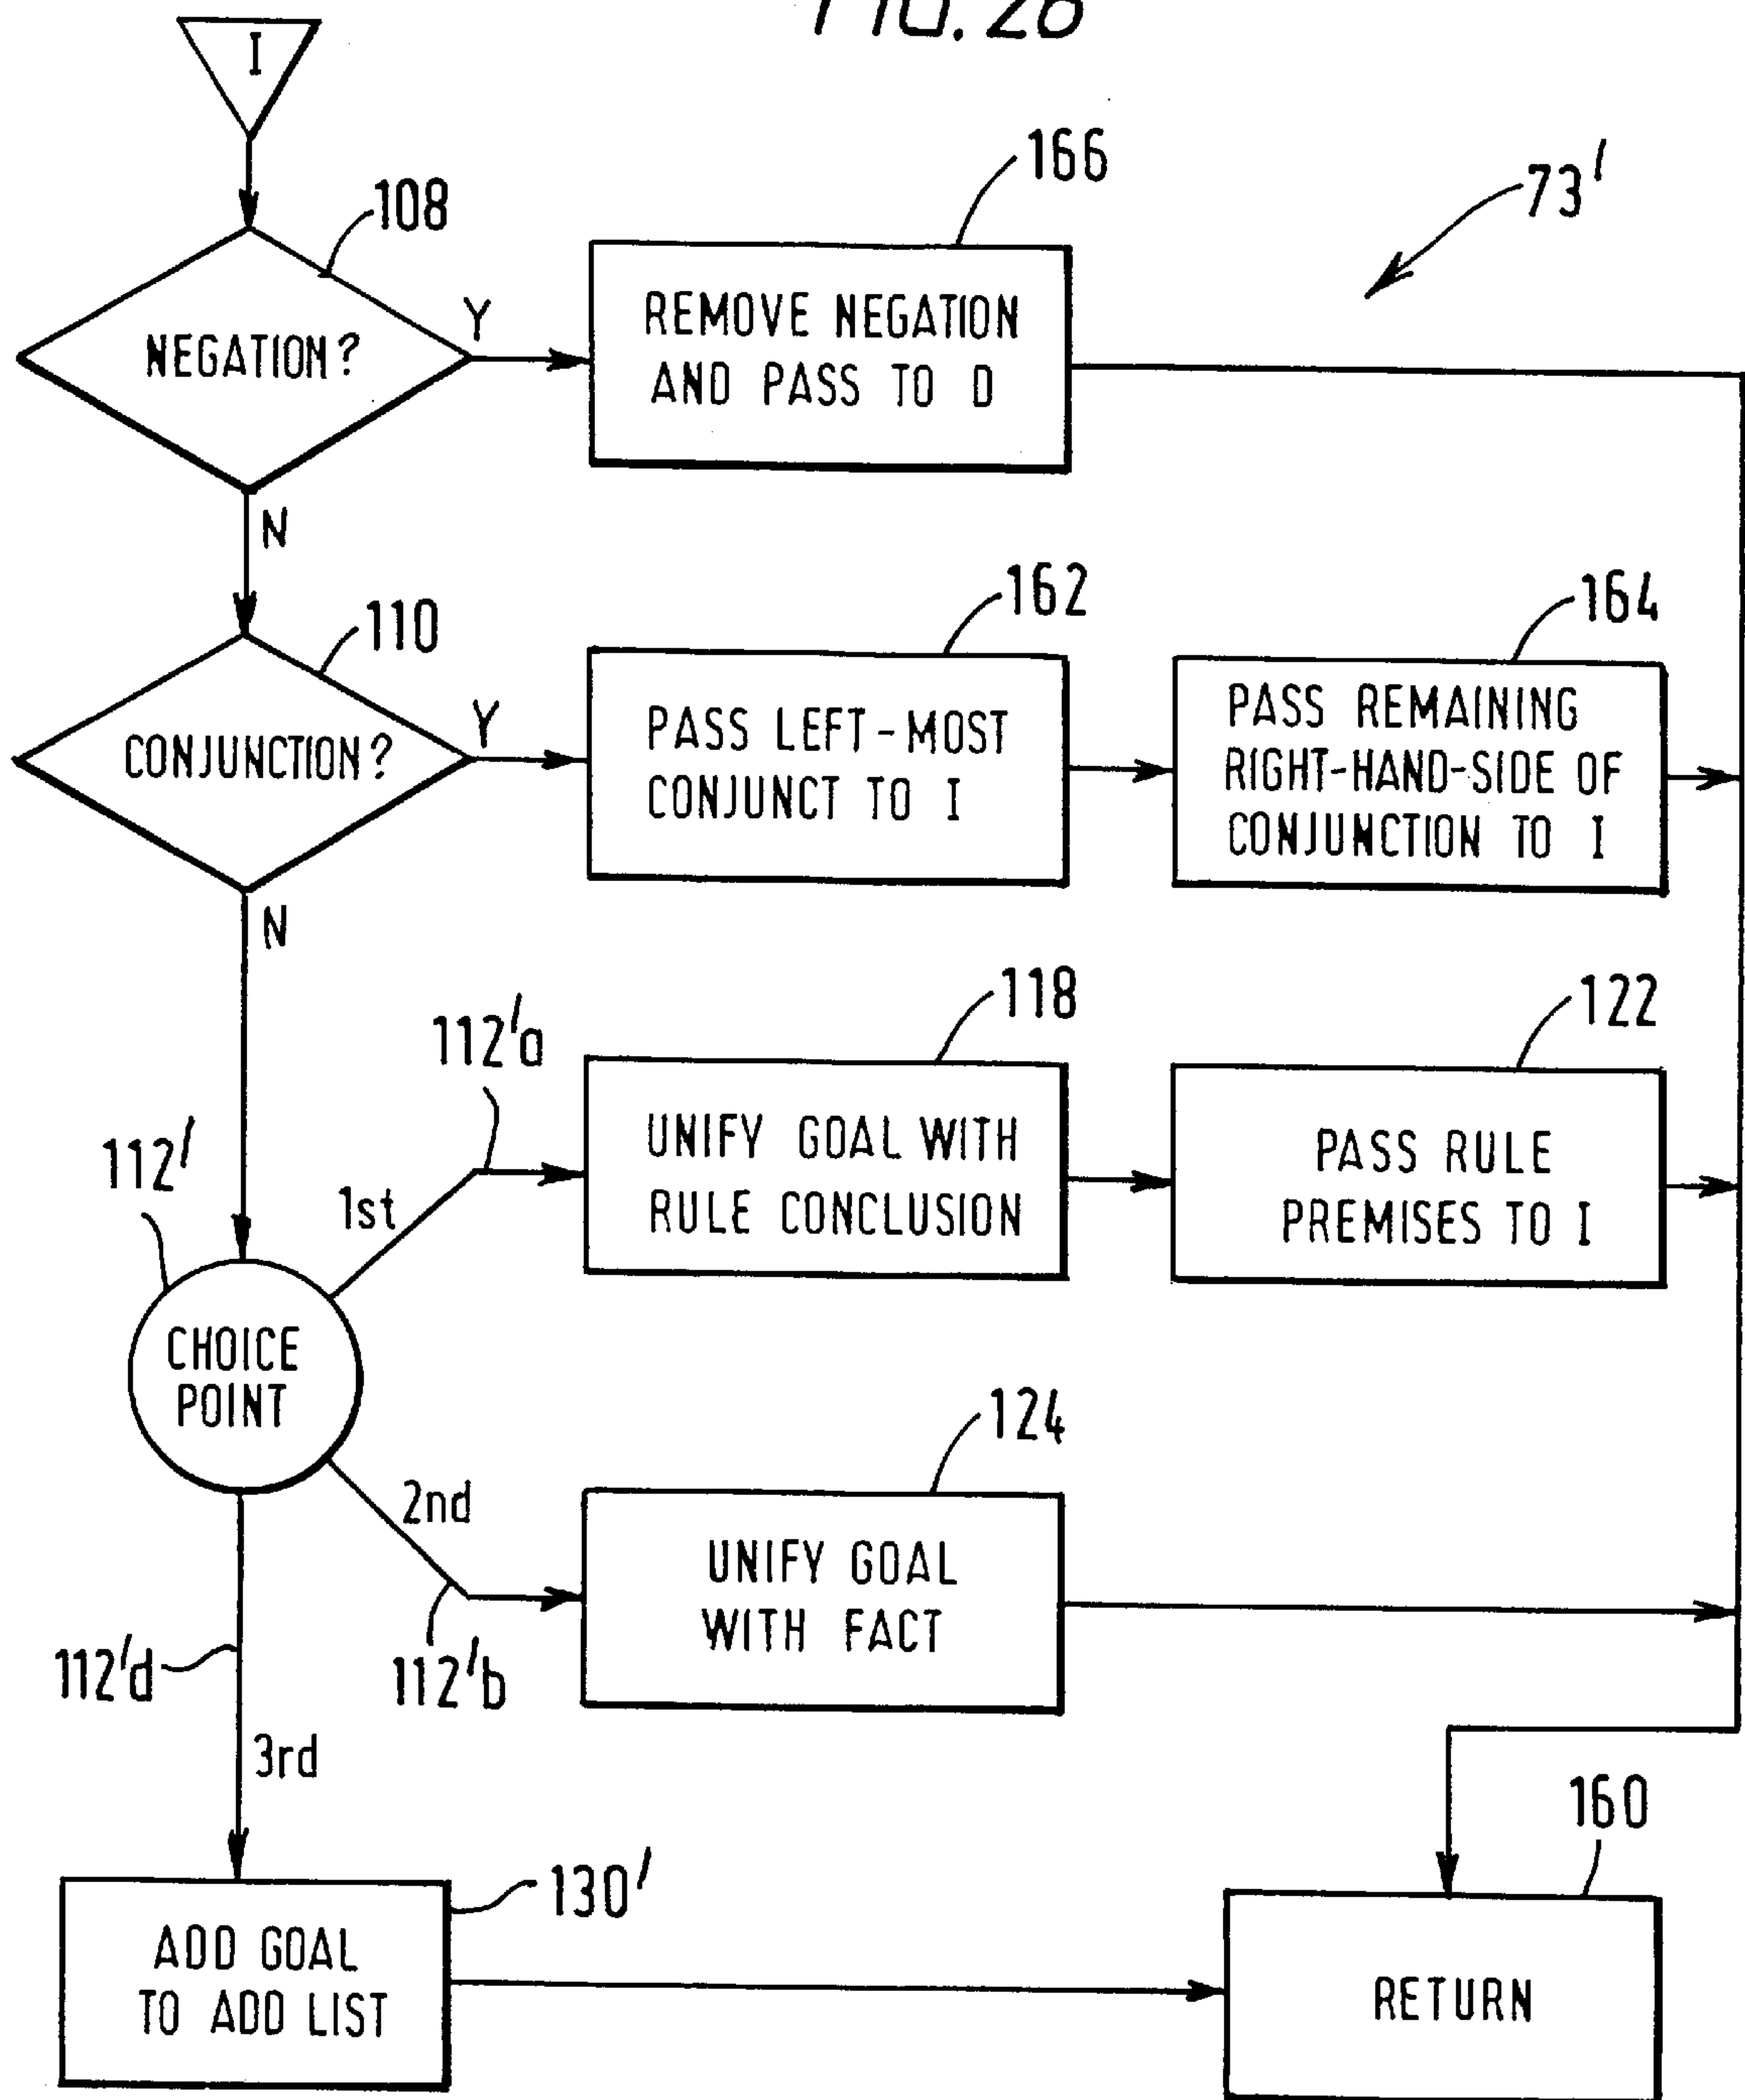 FIG. 26
I
166
73'
108
NEGATION?
Y
REMOVE NEGATION
AND PASS TO D
N
162
164
110
CONJUNCTION?
Y
PASS LEFT-MOST
CONJUNCT TO I
PASS REMAINING
RIGHT-HAND-SIDE OF
CONJUNCTION TO I
N
118
122
112'a
112'
1st
UNIFY GOAL WITH
RULE CONCLUSION
PASS RULE
PREMISES TO I
CHOICE
POINT
124
2nd
UNIFY GOAL
WITH FACT
112'd
112'b
3rd
160
130'
ADD GOAL
TO ADD LIST
RETURN